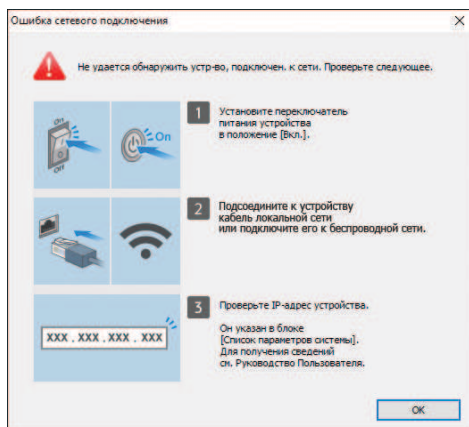 Ошибка сетевого подключения
Не удается обнаружить устр-во, подключен. к сети. Проверьте следующее.
On
Off
On
1
Установите переключатель
питания устройства
в положение [Вкл.].
2
Подсоедините к устройству
кабель локальной сети
или подключите его к беспроводной сети.
XXX . XXX . XXX . XXX
3
Проверьте IP-адрес устройства.
Он указан в блоке
[Список параметров системы].
Для получения сведений
см. Руководство Пользователя.
OK